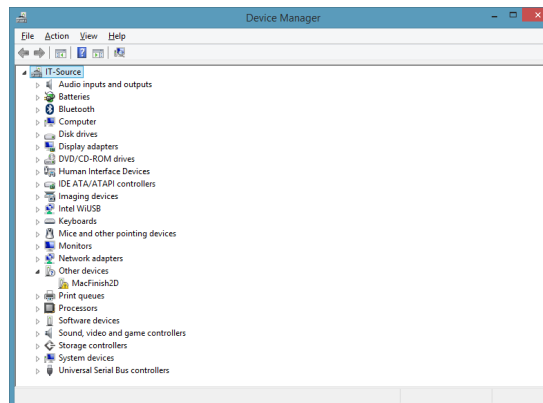 Device Manager
File Action View Help
IT-Source
Audio inputs and outputs
Batteries
Bluetooth
Computer
Disk drives
Display adapters
DVD/CD-ROM drives
Human Interface Devices
IDE ATA/ATAPI controllers
Imaging devices
Intel WiUSB
Keyboards
Mice and other pointing devices
Monitors
Network adapters
Other devices
MacFinish2D
Print queues
Processors
Software devices
Sound, video and game controllers
Storage controllers
System devices
Universal Serial Bus controllers